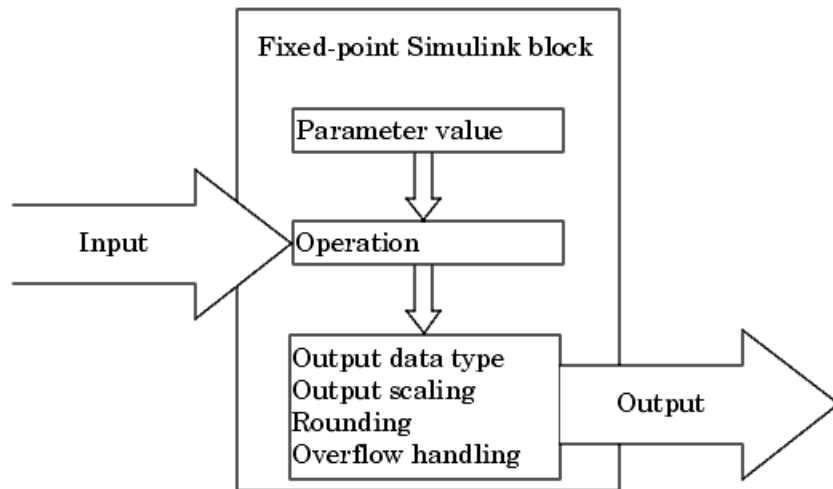 Fixed-point Simulink block
Parameter value
Input
Operation
Output data type
Output scaling
Rounding
Overflow handling
Output